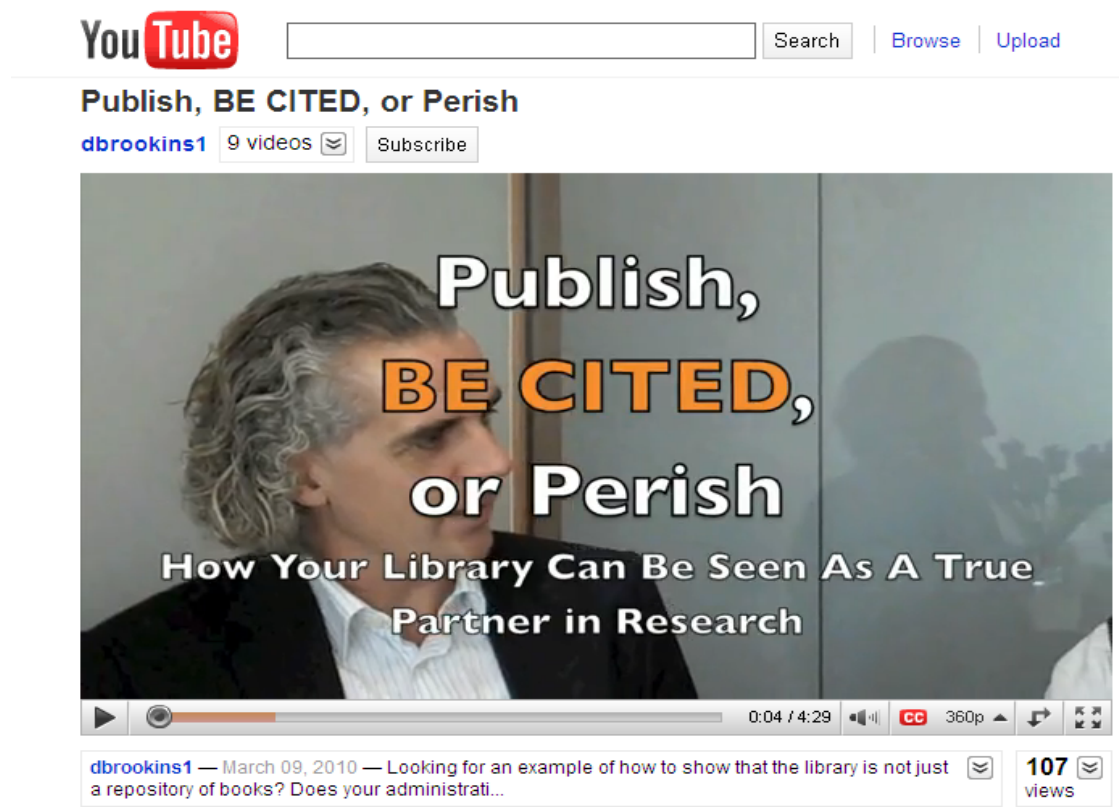 You Tube
Search
Browse
Upload
Publish, BE CITED, or Perish
dbrookins1
9 videos
Subscribe
Publish,
BE CITED,
or Perish
How Your Library Can Be Seen As A True
Partner in Research
0:04 / 4:29
CC
360p
dbrookins1 — March 09, 2010 — Looking for an example of how to show that the library is not just
a repository of books? Does your administrati...
107
views